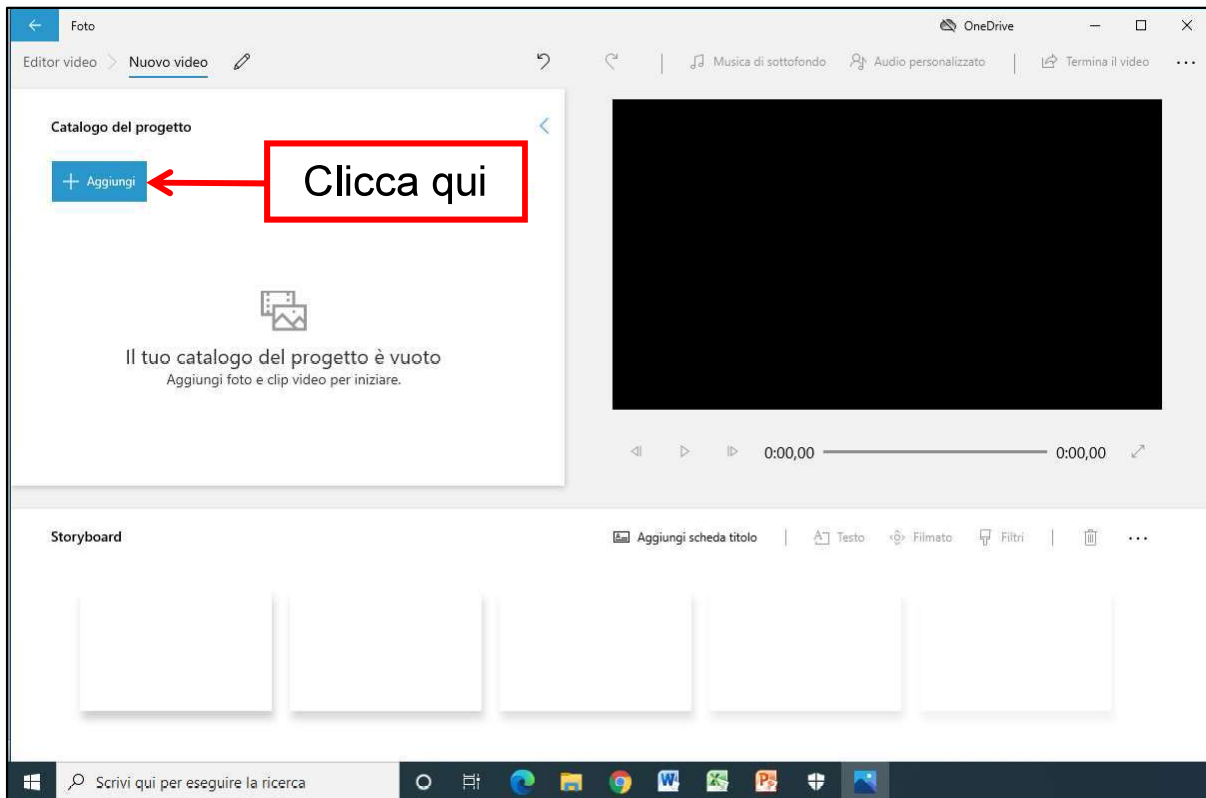 Foto
OneDrive
Editor video
Nuovo video
Musica di sottofondo
Audio personalizzato
Termina il video
Catalogo del progetto
Aggiungi
Clicca qui
Il tuo catalogo del progetto è vuoto
Aggiungi foto e clip video per iniziare.
0:00,00
0:00,00
Storyboard
Aggiungi scheda titolo
Testo
Filmato
Filtri
Scrivi qui per eseguire la ricerca